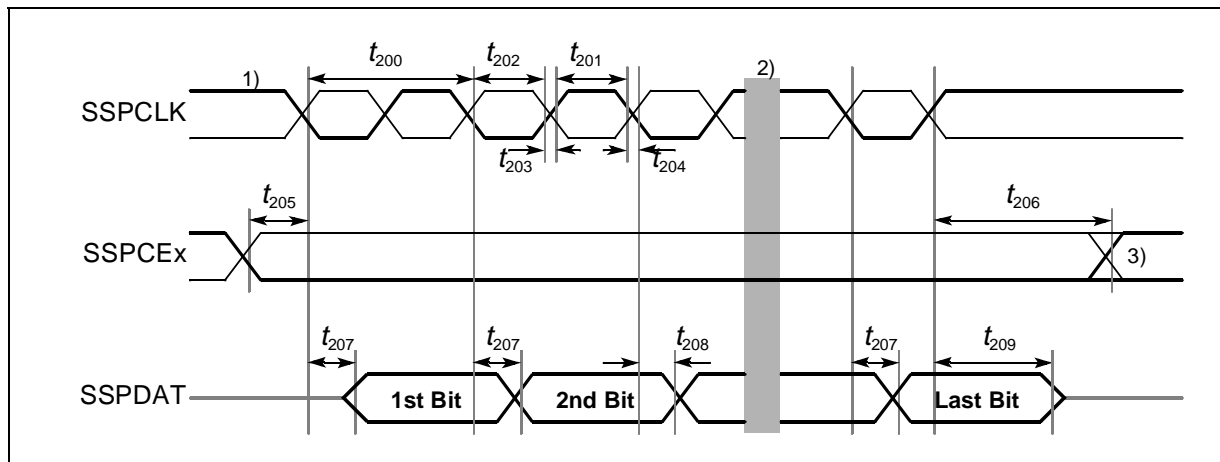 1) t200 t202 t201 2)
SSPCLK
t203 t204
t205 t206
SSPCEx 3)
t207 t207 t208 t207 t209
SSPDAT 1st Bit 2nd Bit Last Bit